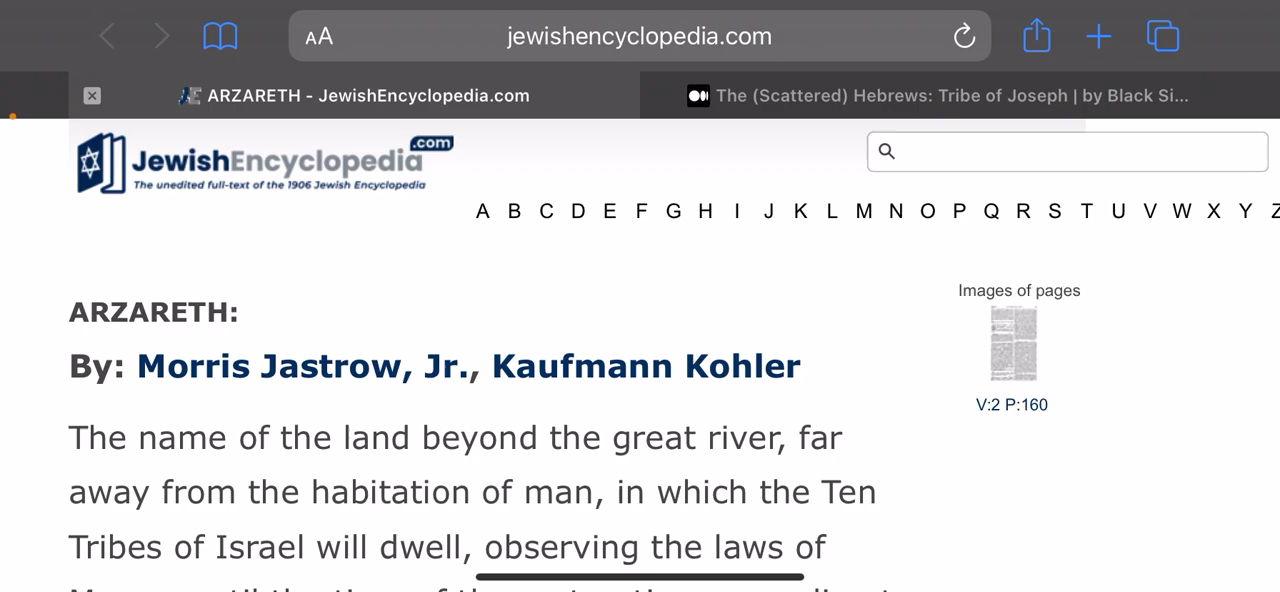 AA jewishencyclopedia.com
ARZARETH - JewishEncyclopedia.com
The (Scattered) Hebrews: Tribe of Joseph | by Black Si...
JewishEncyclopedia.com
The unedited full-text of the 1906 Jewish Encyclopedia
A B C D E F G H I J K L M N O P Q R S T U V W X Y Z
Images of pages
V:2 P:160
ARZARETH:
By: Morris Jastrow, Jr., Kaufmann Kohler
The name of the land beyond the great river, far
away from the habitation of man, in which the Ten
Tribes of Israel will dwell, observing the laws of